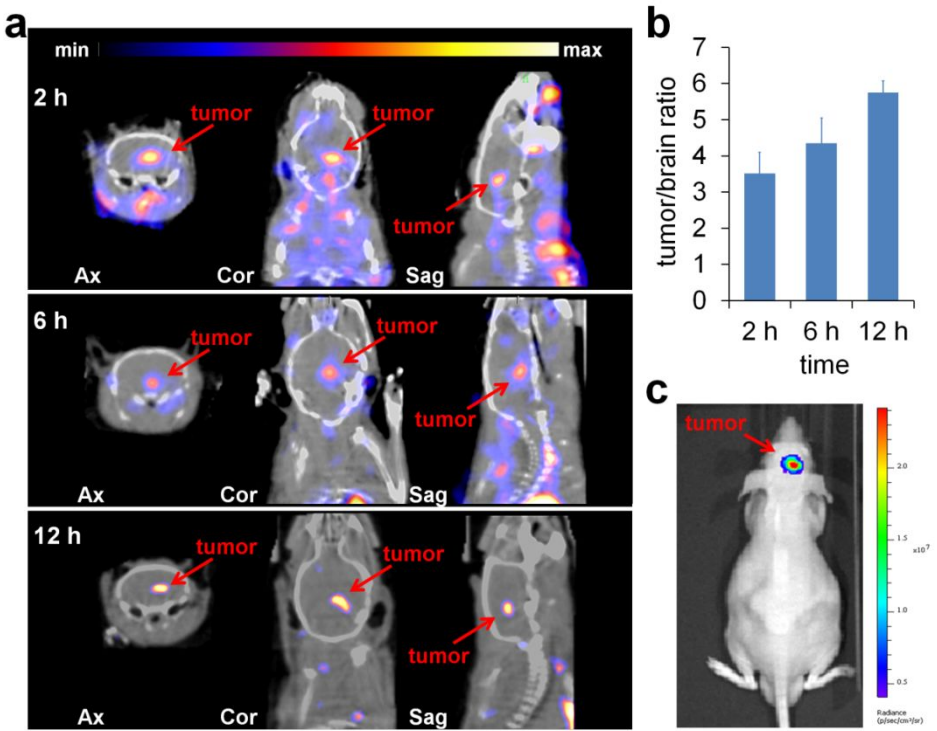 a
min max
2 h
tumor
tumor
tumor
Ax Cor Sag
6 h
tumor
tumor
tumor
Ax Cor Sag
12 h
tumor
tumor
tumor
Ax Cor Sag
b
tumor/brain ratio
7
6
5
4
3
2
1
0
2 h 6 h 12 h
time
c
tumor
2.0
1.5
x10⁷
1.0
0.5
Radiance
(p/sec/cm²/sr)